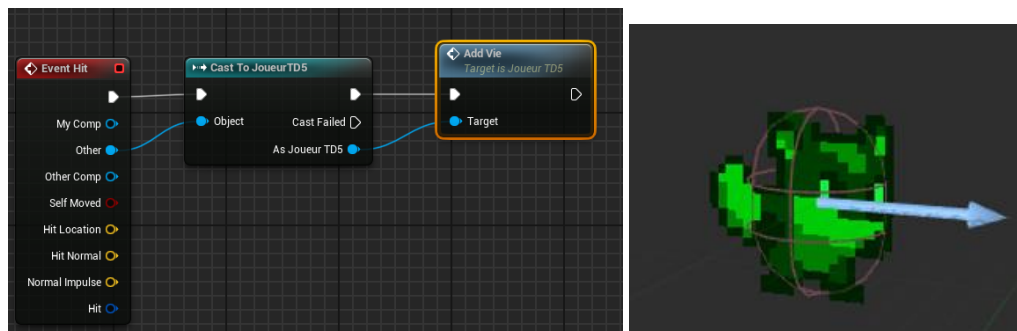 Event Hit
My Comp
Other
Other Comp
Self Moved
Hit Location
Hit Normal
Normal Impulse
Hit
Cast To JoueurTD5
Object
Cast Failed
As Joueur TD5
Add Vie
Target is Joueur TD5
Target